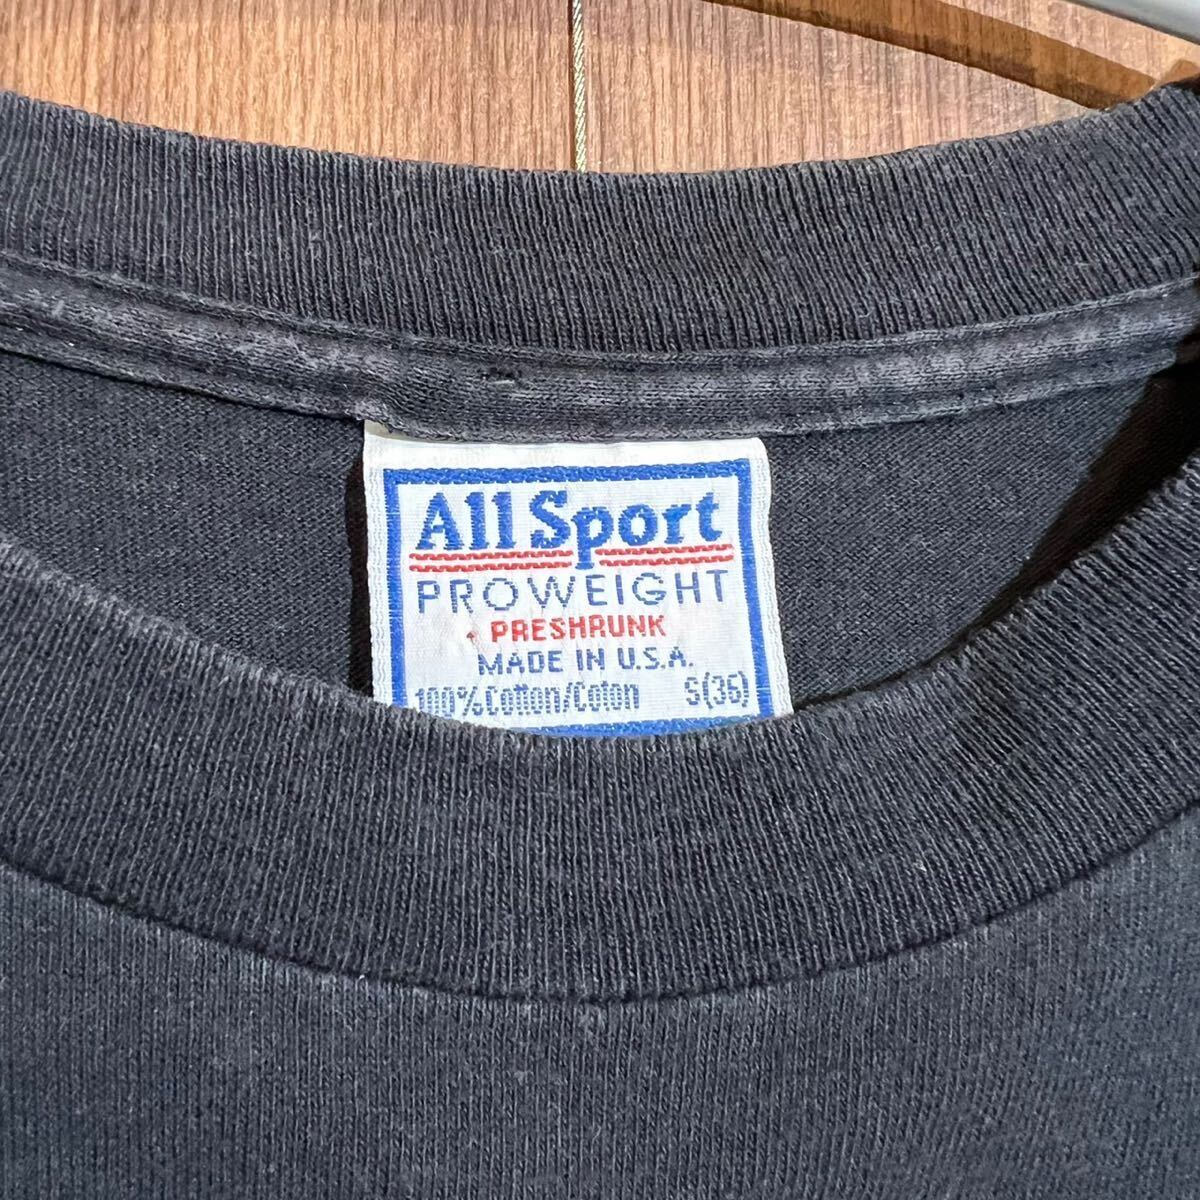 All Sport
PROWEIGHT
PRESHRUNK
MADE IN U.S.A.
100% Cotton/Coton S(36)